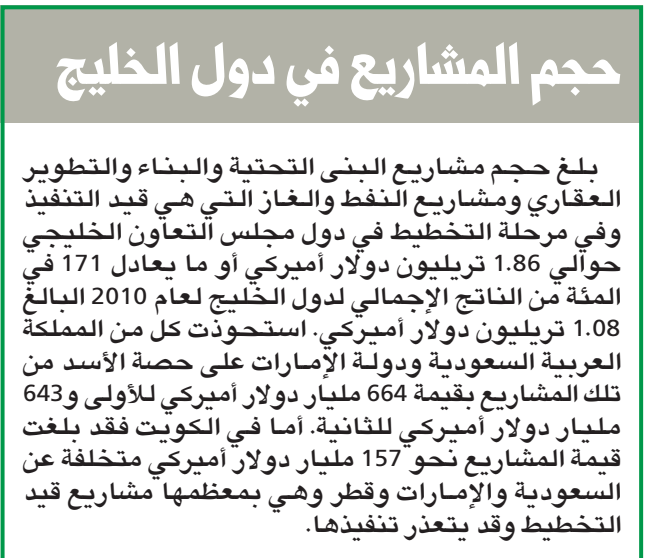 حجم المشاريع في دول الخليج
بلغ حجم مشاريع البنى التحتية والبناء والتطوير
العقاري ومشاريع النفط والغاز التي هي قيد التنفيذ
وفي مرحلة التخطيط في دول مجلس التعاون الخليجي
حوالي 1.86 تريليون دولار أميركي أو ما يعادل 171 في
المئة من الناتج الإجمالي لدول الخليج لعام 2010 البالغ
1.08 تريليون دولار أميركي. استحوذت كل من المملكة
العربية السعودية ودولة الإمارات على حصة الأسد من
تلك المشاريع بقيمة 664 مليار دولار أميركي للأولى و643
مليار دولار أميركي للثانية. أما في الكويت فقد بلغت
قيمة المشاريع نحو 157 مليار دولار أميركي متخلفة عن
السعودية والإمارات وقطر وهي بمعظمها مشاريع قيد
التخطيط وقد يتعذر تنفيذها.